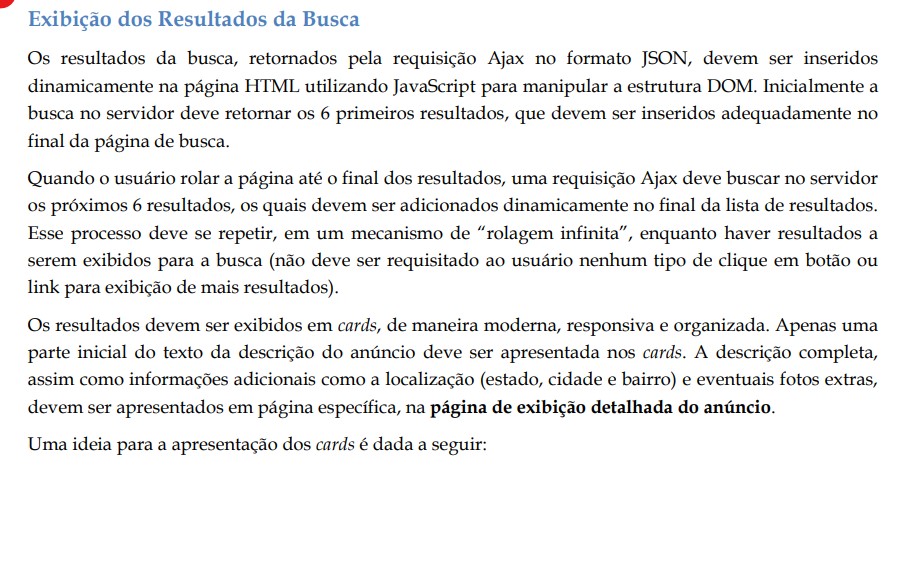 Exibição dos Resultados da Busca
Os resultados da busca, retornados pela requisição Ajax no formato JSON, devem ser inseridos
dinamicamente na página HTML utilizando JavaScript para manipular a estrutura DOM. Inicialmente a
busca no servidor deve retornar os 6 primeiros resultados, que devem ser inseridos adequadamente no
final da página de busca.
Quando o usuário rolar a página até o final dos resultados, uma requisição Ajax deve buscar no servidor
os próximos 6 resultados, os quais devem ser adicionados dinamicamente no final da lista de resultados.
Esse processo deve se repetir, em um mecanismo de “rolagem infinita”, enquanto haver resultados a
serem exibidos para a busca (não deve ser requisitado ao usuário nenhum tipo de clique em botão ou
link para exibição de mais resultados).
Os resultados devem ser exibidos em cards, de maneira moderna, responsiva e organizada. Apenas uma
parte inicial do texto da descrição do anúncio deve ser apresentada nos cards. A descrição completa,
assim como informações adicionais como a localização (estado, cidade e bairro) e eventuais fotos extras,
devem ser apresentados em página específica, na página de exibição detalhada do anúncio.
Uma ideia para a apresentação dos cards é dada a seguir: